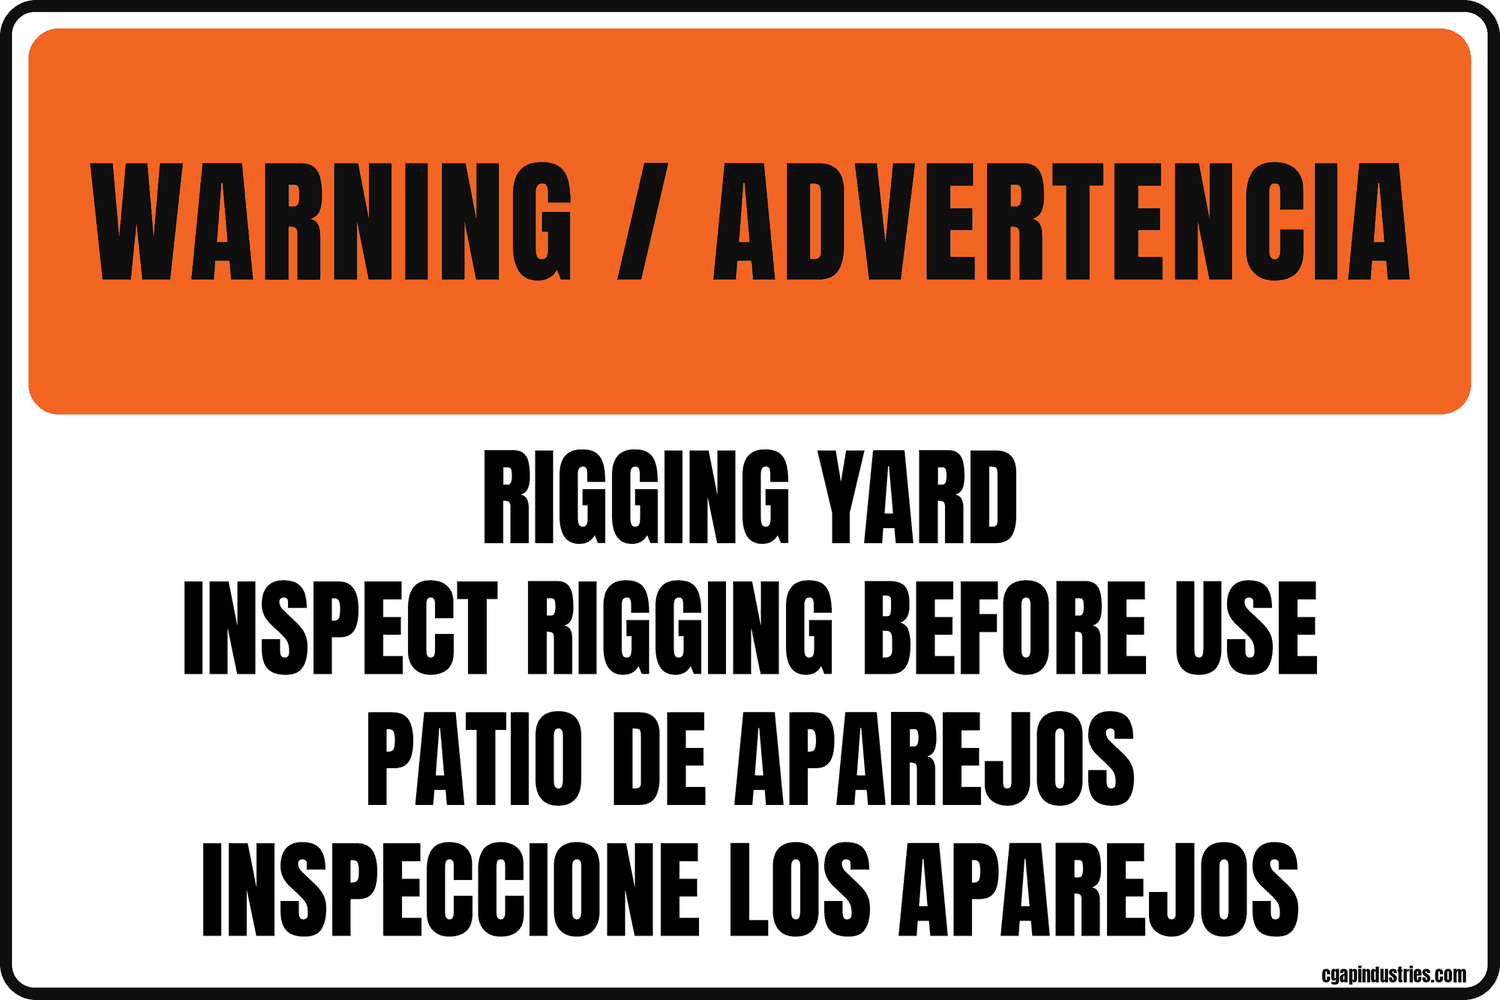 WARNING / ADVERTENCIA
RIGGING YARD
INSPECT RIGGING BEFORE USE
PATIO DE APAREJOS
INSPECCIONE LOS APAREJOS
cgapindustries.com